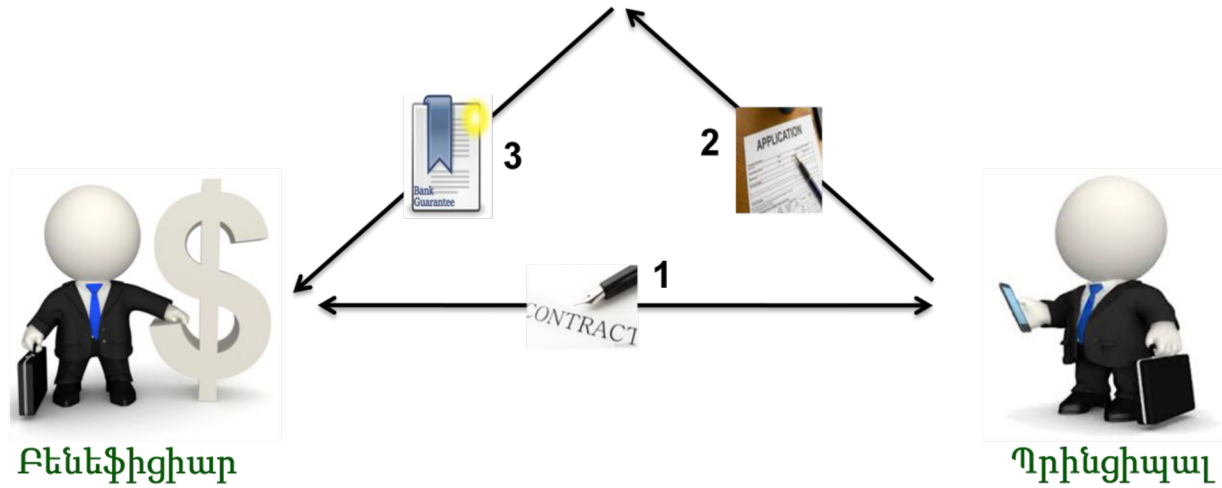 APPLICATION
2
3
Bank
Guarantee
1
CONTRACT
Բենեֆիցիար
Պրինցիպալ